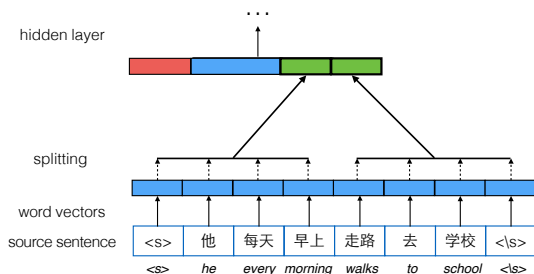 ...
hidden layer
splitting
word vectors
source sentence <s> 他 每天 早上 走路 去 学校 <\s>
<s> he every morning walks to school <\s>